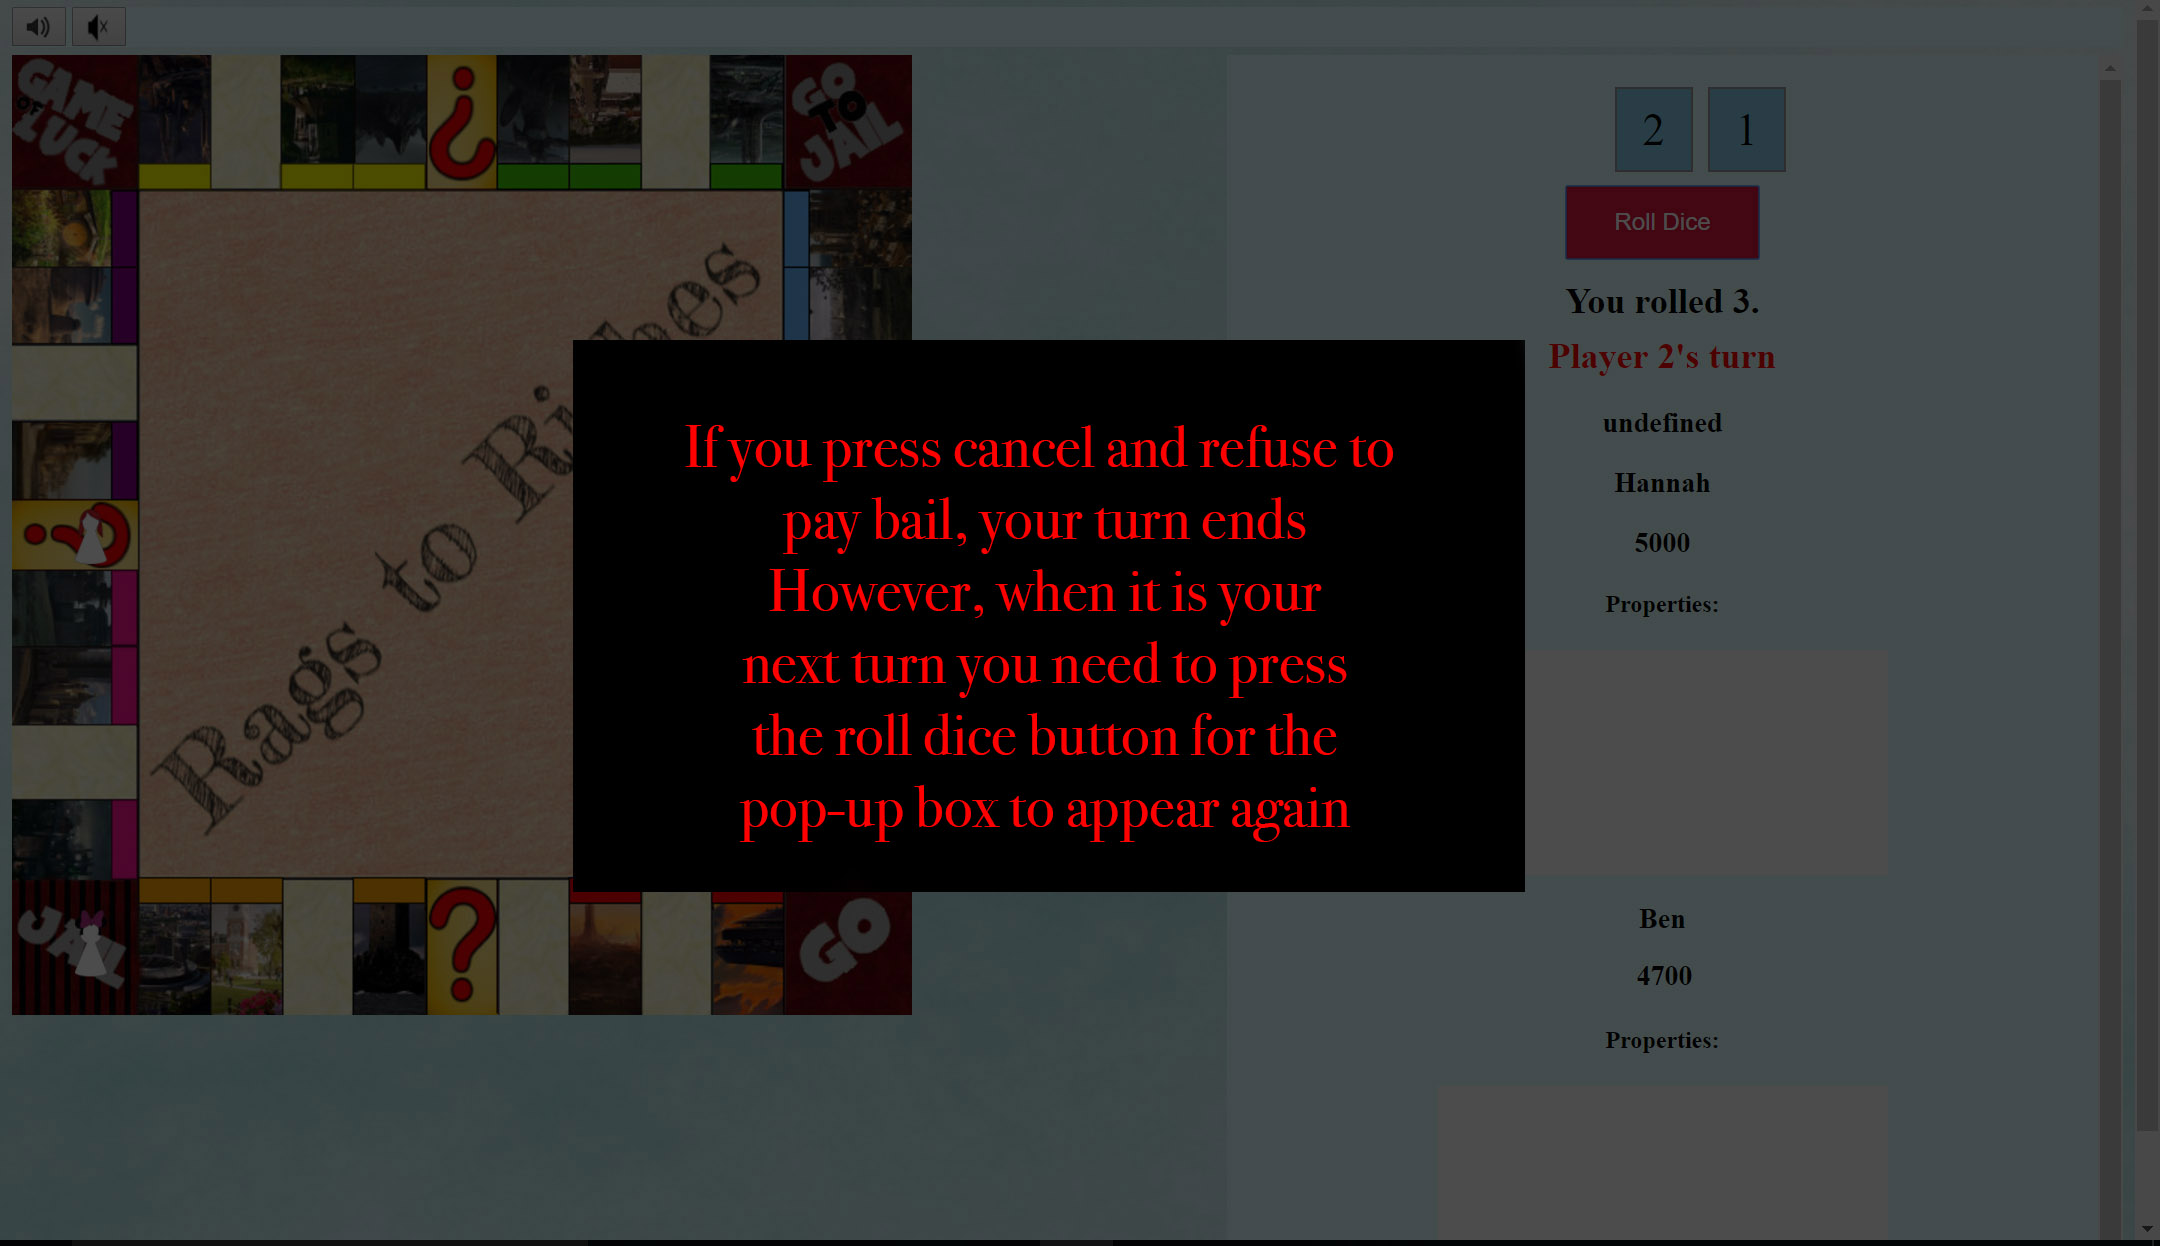 GAME
OF
LUCK
GO
TO
JAIL
Rags to Riches
JAIL
GO
2
1
Roll Dice
You rolled 3.
Player 2's turn
undefined
Hannah
5000
Properties:
Ben
4700
Properties:
If you press cancel and refuse to
pay bail, your turn ends
However, when it is your
next turn you need to press
the roll dice button for the
pop-up box to appear again